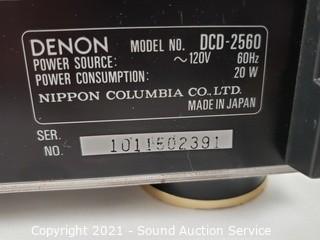 DENON MODEL NO. DCD-2560
POWER SOURCE: ~120V 60Hz
POWER CONSUMPTION: 20 W
NIPPON COLUMBIA CO., LTD.
MADE IN JAPAN
SER. NO. 1011502391
Copyright 2021 - Sound Auction Service